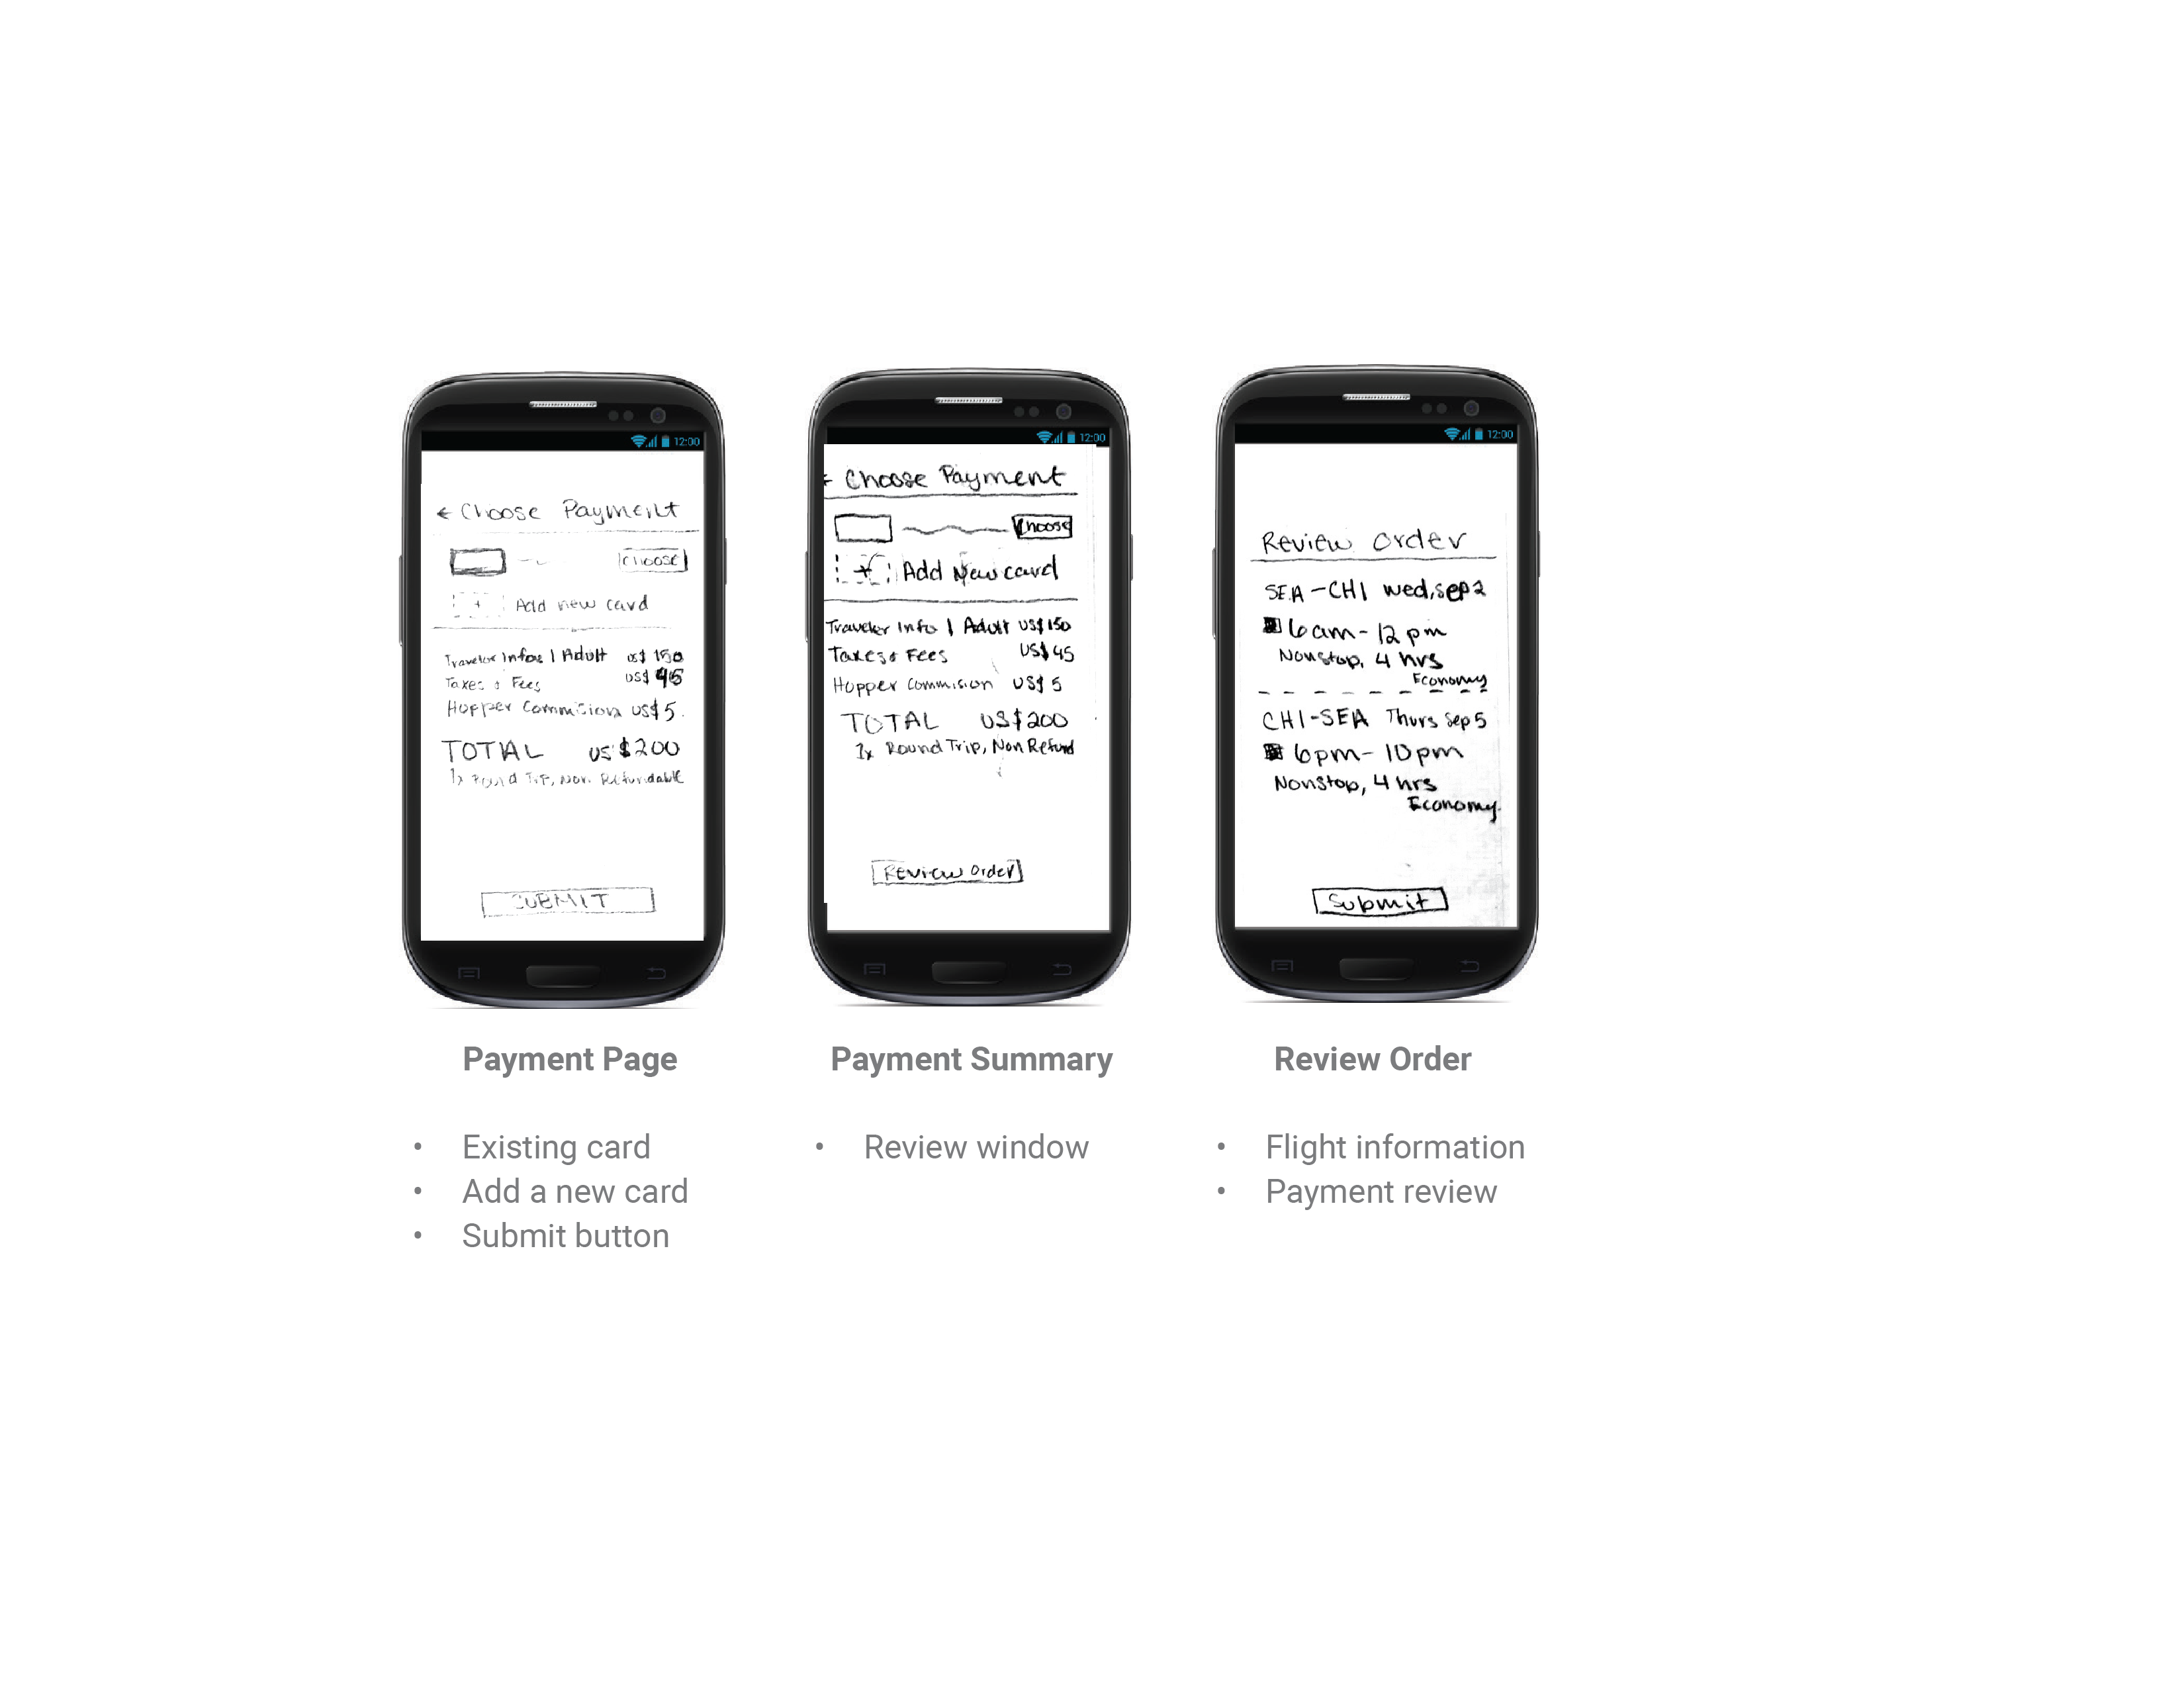 12:00
← Choose Payment
Choose
+ Add new card
Traveler Infos 1 Adult US$ 150
Taxes & Fees US$ 45
Hopper Commision US$5.
TOTAL US $200
1x Round Trip, Non Refundable
SUBMIT
Payment Page
• Existing card
• Add a new card
• Submit button
12:00
← Choose Payment
Choose
+ Add New card
Traveler Info 1 Adult US$150
Taxes & Fees US$45
Hopper Commision US$ 5
TOTAL US$200
1x Round Trip, Non Refund
Review Order
Payment Summary
• Review window
12:00
Review Order
SEA-CHI Wed, Sep 2
6am-12pm
Nonstop, 4 hrs
Economy
CHI-SEA Thurs Sep 5
6pm-10pm
Nonstop, 4 hrs
Economy
Submit
Review Order
• Flight information
• Payment review